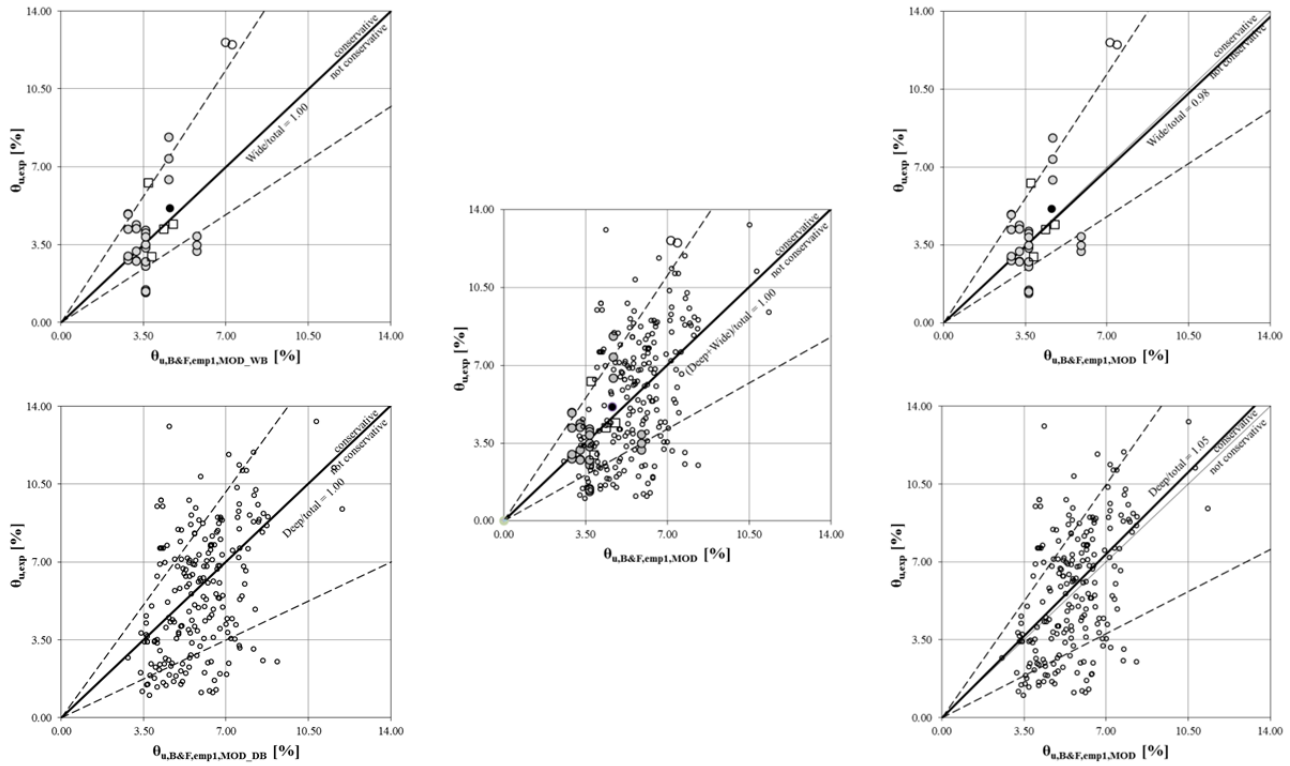 14.00
10.50
7.00
3.50
0.00
0.00 3.50 7.00 10.50 14.00
θu,exp [%]
θu,B&F,emp1,MOD_WB [%]
conservative
not conservative
Wide/total = 1.00
14.00
10.50
7.00
3.50
0.00
0.00 3.50 7.00 10.50 14.00
θu,exp [%]
θu,B&F,emp1,MOD [%]
conservative
not conservative
Wide/total = 0.98
14.00
10.50
7.00
3.50
0.00
0.00 3.50 7.00 10.50 14.00
θu,exp [%]
θu,B&F,emp1,MOD [%]
conservative
not conservative
(Deep+Wide)/total = 1.00
14.00
10.50
7.00
3.50
0.00
0.00 3.50 7.00 10.50 14.00
θu,exp [%]
θu,B&F,emp1,MOD_DB [%]
conservative
not conservative
Deep/total = 1.00
14.00
10.50
7.00
3.50
0.00
0.00 3.50 7.00 10.50 14.00
θu,exp [%]
θu,B&F,emp1,MOD [%]
conservative
not conservative
Deep/total = 1.05